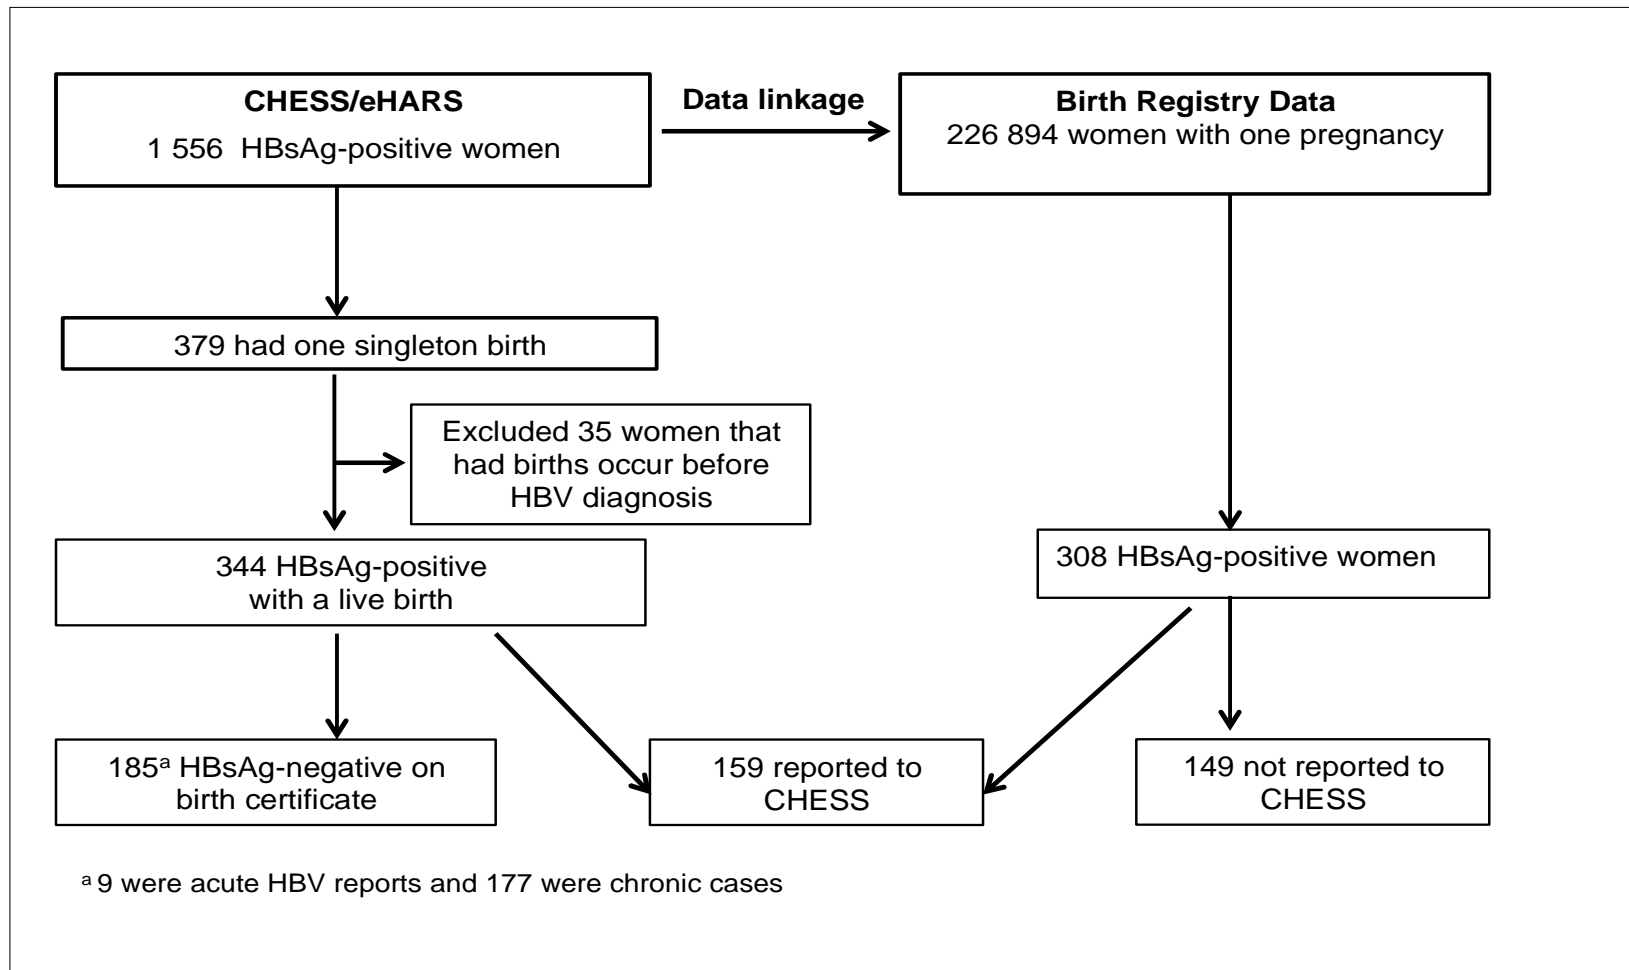 CHESS/eHARS
1 556  HBsAg-positive women
Data linkage
Birth Registry Data
226 894 women with one pregnancy
379 had one singleton birth
Excluded 35 women that
had births occur before
HBV diagnosis
344 HBsAg-positive
with a live birth
308 HBsAg-positive women
185ᵃ HBsAg-negative on
birth certificate
159 reported to
CHESS
149 not reported to
CHESS
ᵃ 9 were acute HBV reports and 177 were chronic cases